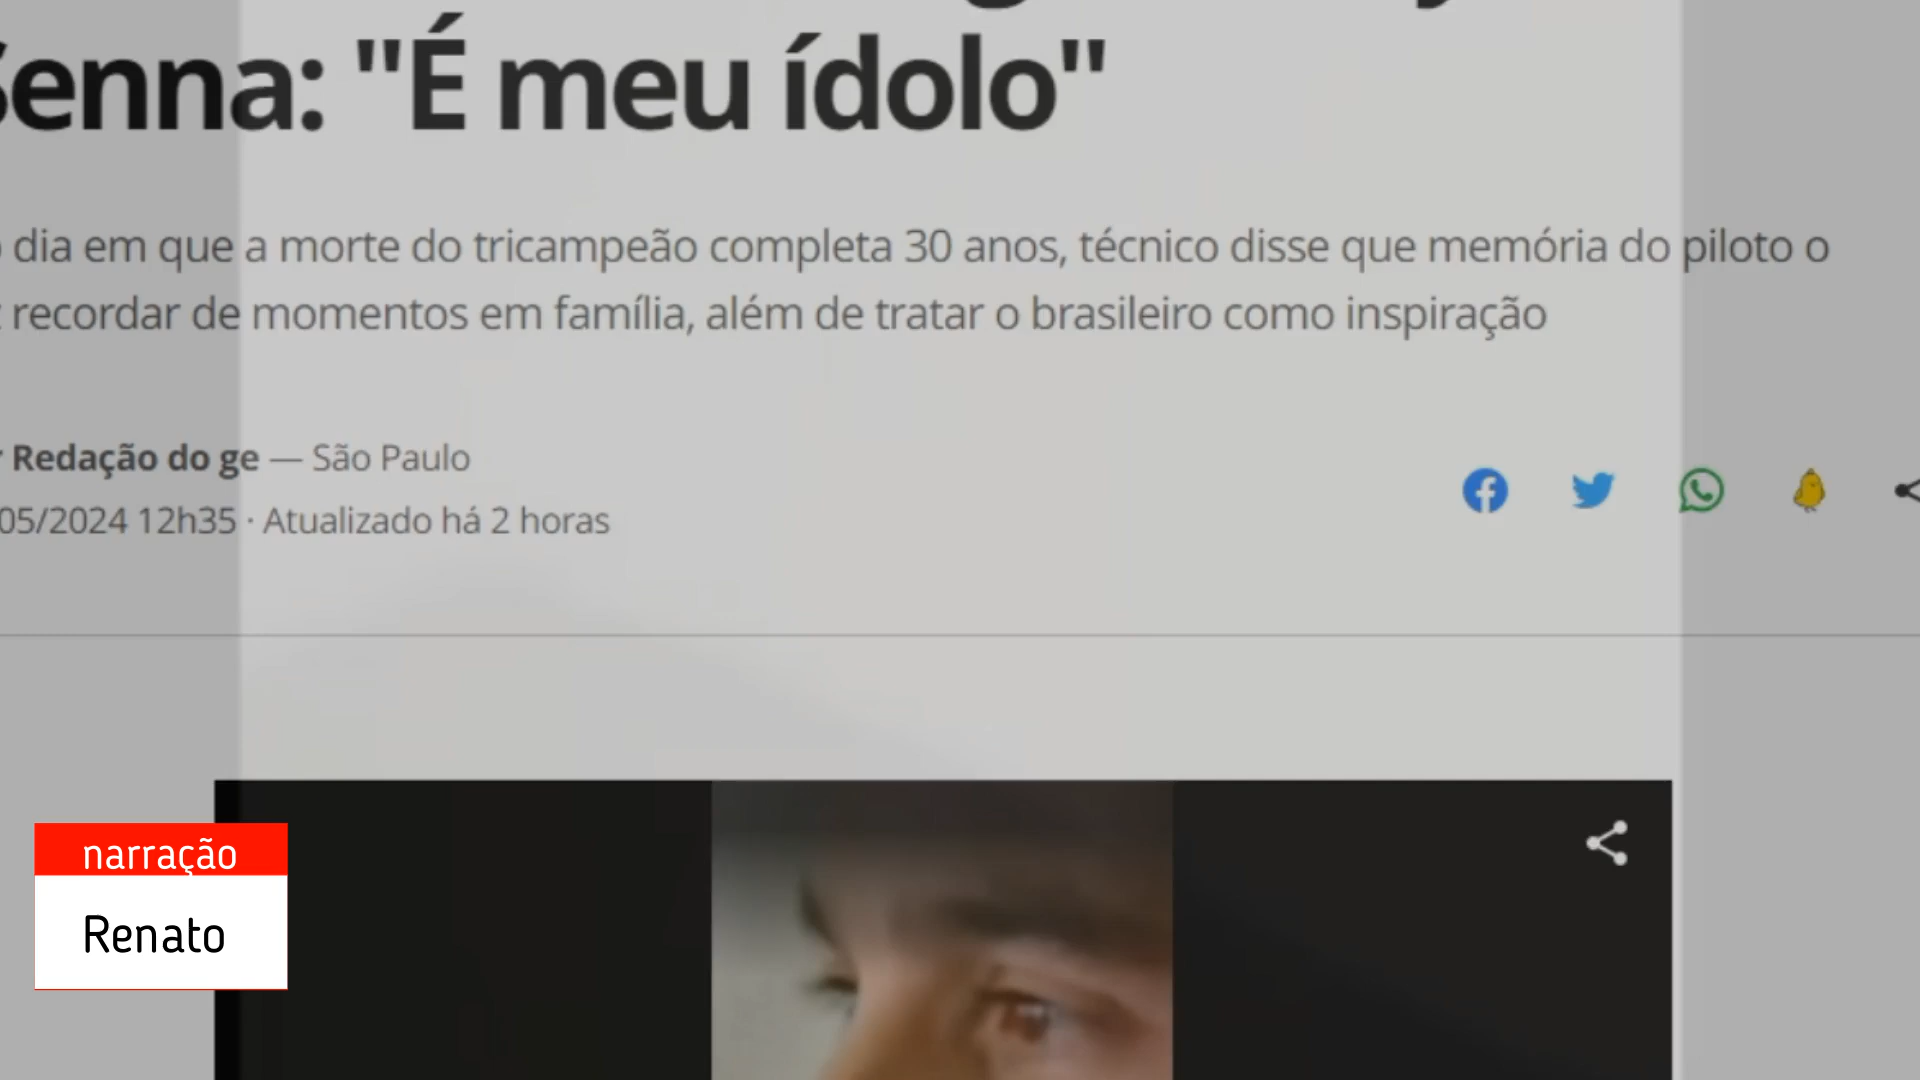 Senna: "É meu ídolo"
dia em que a morte do tricampeão completa 30 anos, técnico disse que memória do piloto o
recordar de momentos em família, além de tratar o brasileiro como inspiração
Redação do ge — São Paulo
05/2024 12h35 · Atualizado há 2 horas
narração
Renato